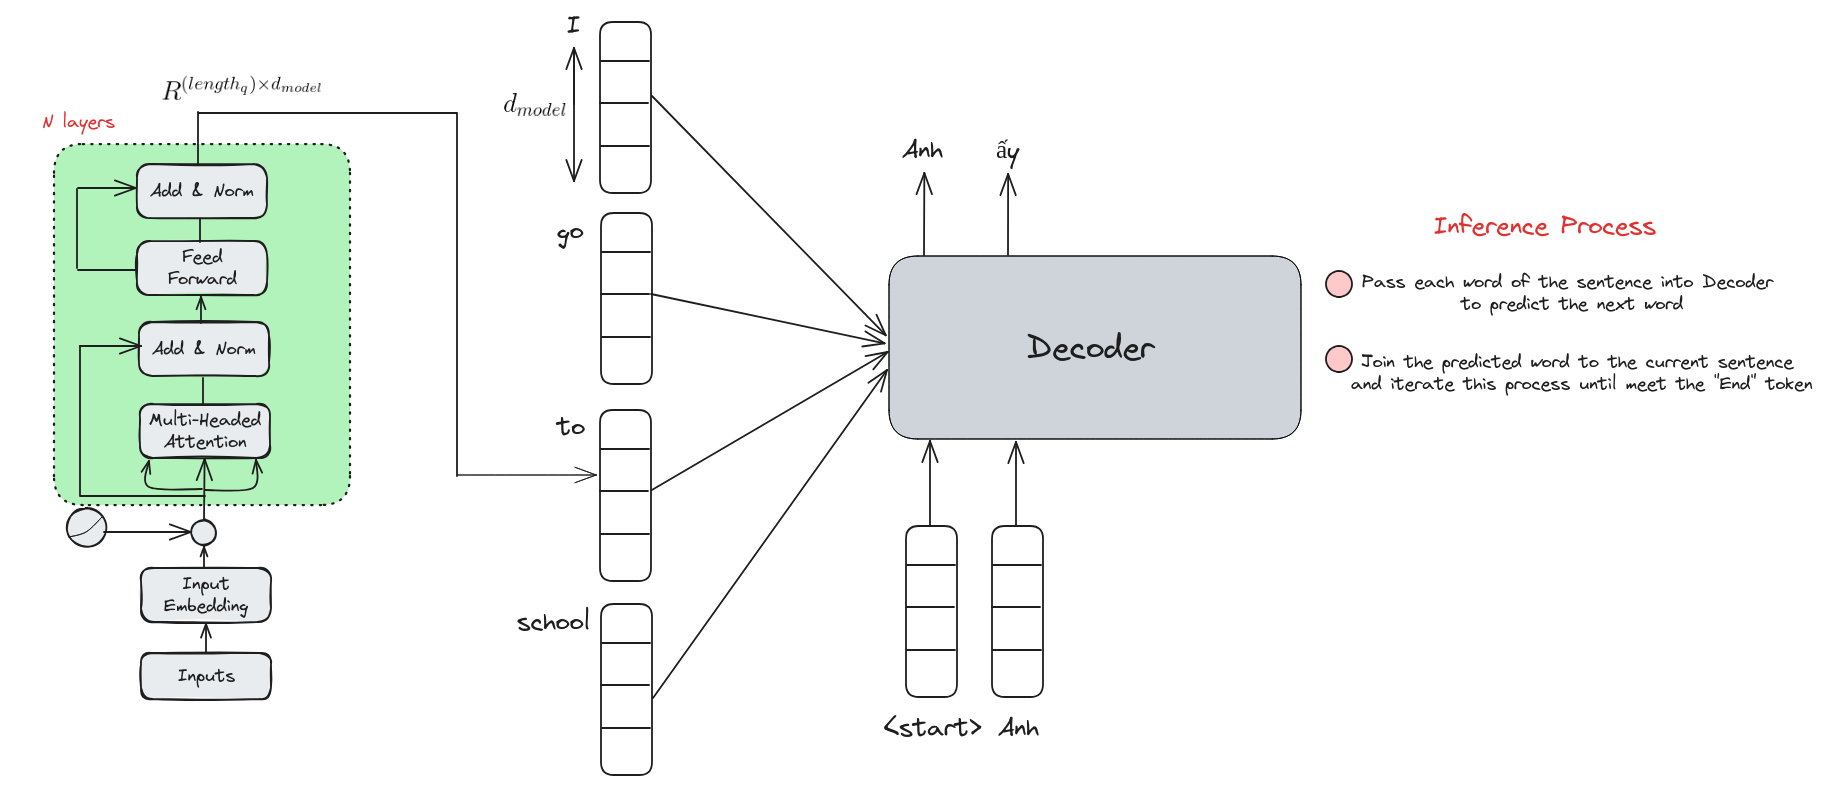 R^{(length_q)×d_{model}}
N layers
Add & Norm
Feed
Forward
Add & Norm
Multi-Headed
Attention
Input
Embedding
Inputs
I
d_{model}
go
to
school
Anh
ấy
Decoder
<start>
Anh
Inference Process
Pass each word of the sentence into Decoder
to predict the next word
Join the predicted word to the current sentence
and iterate this process until meet the "End" token